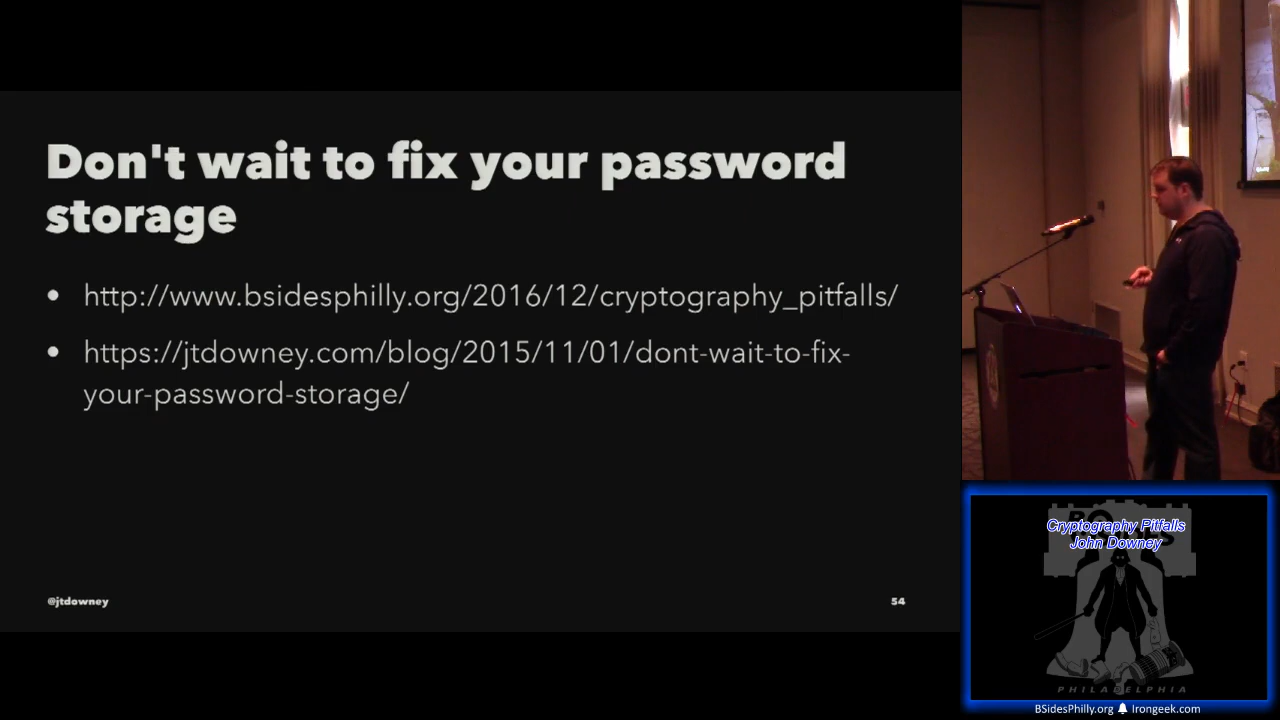 Don't wait to fix your password
storage
• http://www.bsidesphilly.org/2016/12/cryptography_pitfalls/
• https://jtdowney.com/blog/2015/11/01/dont-wait-to-fix-
your-password-storage/
@jtdowney
54
Cryptography Pitfalls
John Downey
PHILADELPHIA
BSidesPhilly.org Irongeek.com